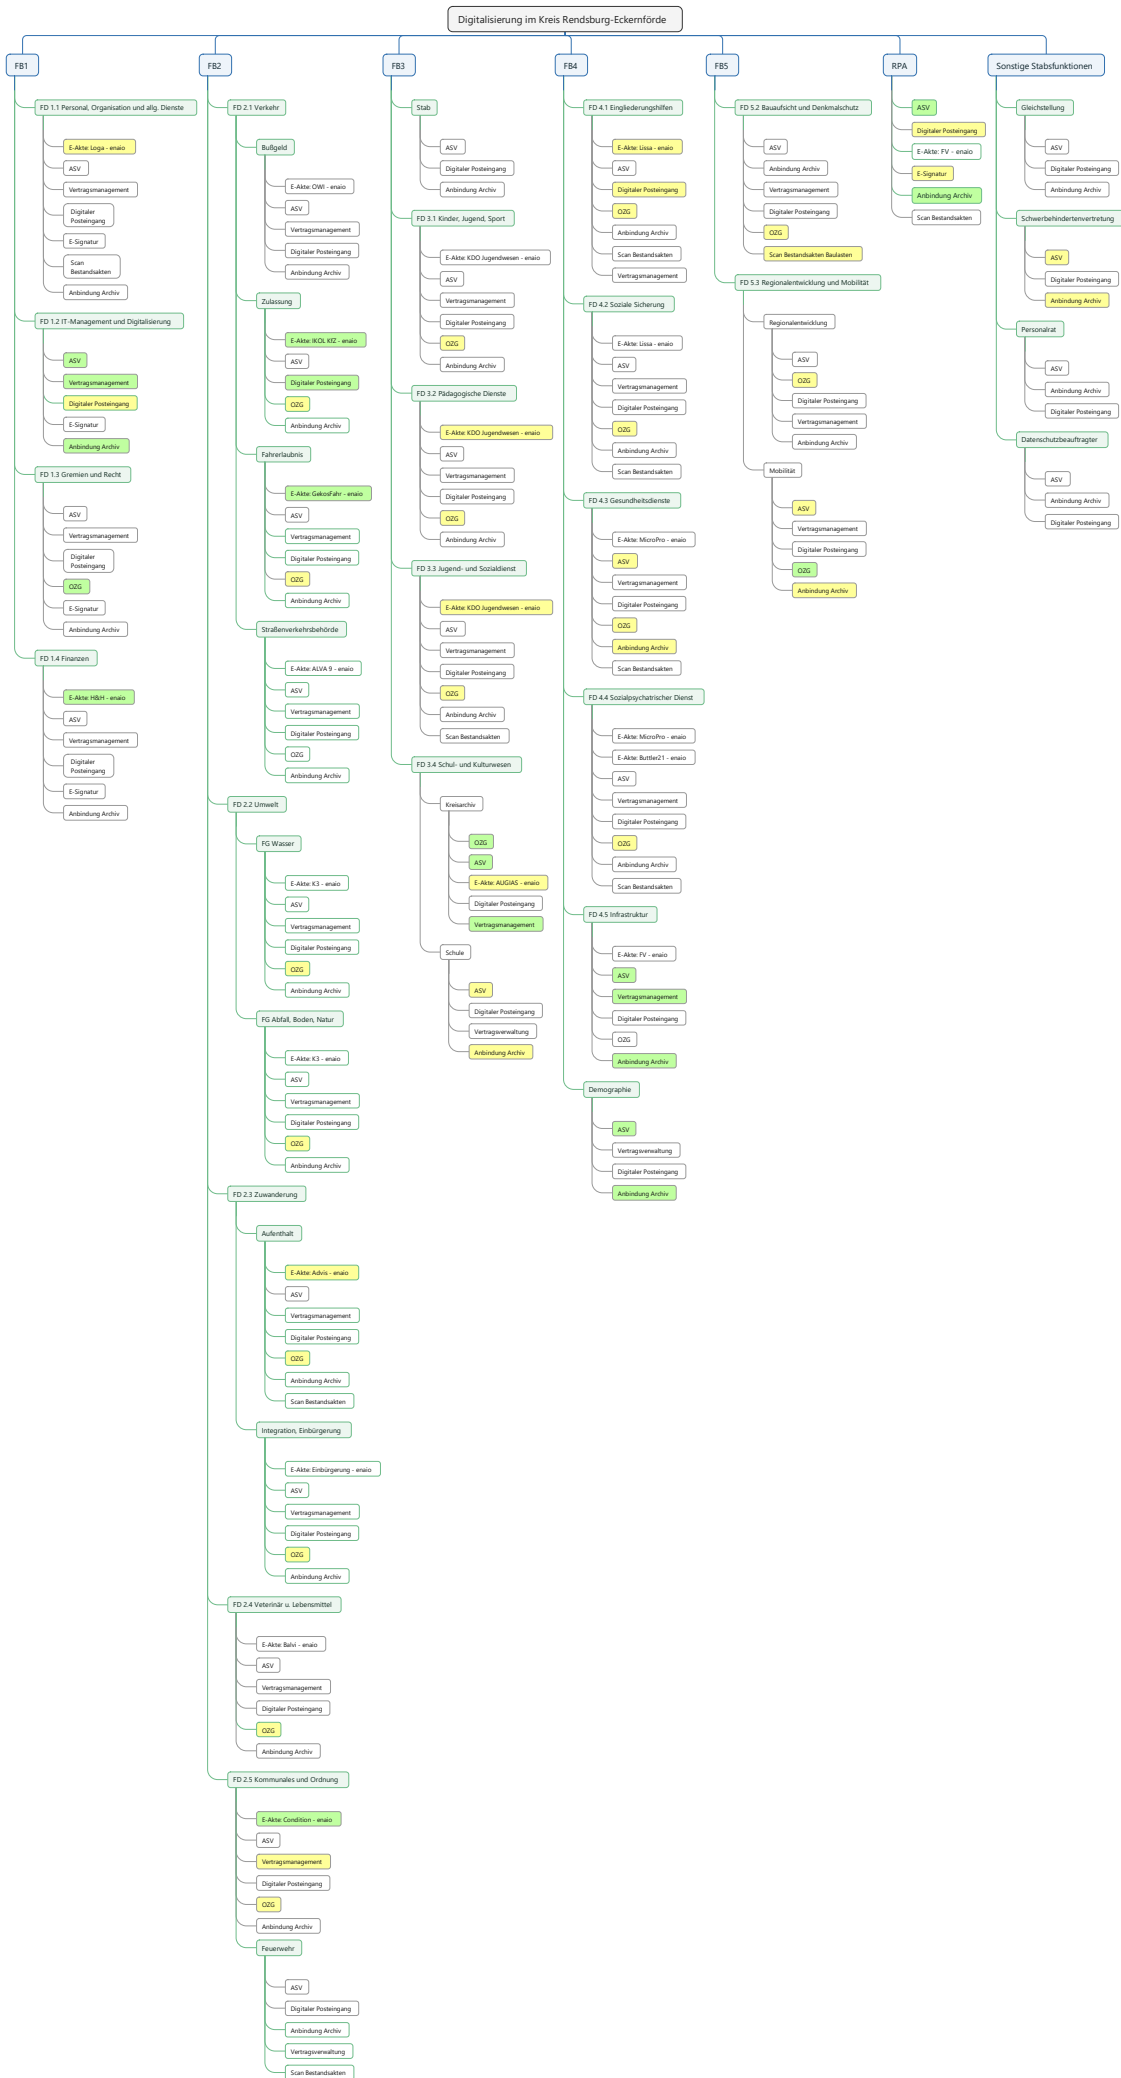 Digitalisierung im Kreis Rendsburg-Eckernförde
FB1
FD 1.1 Personal, Organisation und allg. Dienste
E-Akte: Loga - enaio
ASV
Vertragsmanagement
Digitaler
Posteingang
E-Signatur
Scan
Bestandsakten
Anbindung Archiv
FD 1.2 IT-Management und Digitalisierung
ASV
Vertragsmanagement
Digitaler Posteingang
E-Signatur
Anbindung Archiv
FD 1.3 Gremien und Recht
ASV
Vertragsmanagement
Digitaler
Posteingang
OZG
E-Signatur
Anbindung Archiv
FD 1.4 Finanzen
E-Akte: H&H - enaio
ASV
Vertragsmanagement
Digitaler
Posteingang
E-Signatur
Anbindung Archiv
FB2
FD 2.1 Verkehr
Bußgeld
E-Akte: OWI - enaio
ASV
Vertragsmanagement
Digitaler Posteingang
Anbindung Archiv
Zulassung
E-Akte: IKOL KfZ - enaio
ASV
Digitaler Posteingang
OZG
Anbindung Archiv
Fahrerlaubnis
E-Akte: GekosFahr - enaio
ASV
Vertragsmanagement
Digitaler Posteingang
OZG
Anbindung Archiv
Straßenverkehrsbehörde
E-Akte: ALVA 9 - enaio
ASV
Vertragsmanagement
Digitaler Posteingang
OZG
Anbindung Archiv
FD 2.2 Umwelt
FG Wasser
E-Akte: K3 - enaio
ASV
Vertragsmanagement
Digitaler Posteingang
OZG
Anbindung Archiv
FG Abfall, Boden, Natur
E-Akte: K3 - enaio
ASV
Vertragsmanagement
Digitaler Posteingang
OZG
Anbindung Archiv
FD 2.3 Zuwanderung
Aufenthalt
E-Akte: Advis - enaio
ASV
Vertragsmanagement
Digitaler Posteingang
OZG
Anbindung Archiv
Scan Bestandsakten
Integration, Einbürgerung
E-Akte: Einbürgerung - enaio
ASV
Vertragsmanagement
Digitaler Posteingang
OZG
Anbindung Archiv
FD 2.4 Veterinär u. Lebensmittel
E-Akte: Balvi - enaio
ASV
Vertragsmanagement
Digitaler Posteingang
OZG
Anbindung Archiv
FD 2.5 Kommunales und Ordnung
E-Akte: Condition - enaio
ASV
Vertragsmanagement
Digitaler Posteingang
OZG
Anbindung Archiv
Feuerwehr
ASV
Digitaler Posteingang
Anbindung Archiv
Vertragsverwaltung
Scan Bestandsakten
FB3
Stab
ASV
Digitaler Posteingang
Anbindung Archiv
FD 3.1 Kinder, Jugend, Sport
E-Akte: KDO Jugendwesen - enaio
ASV
Vertragsmanagement
Digitaler Posteingang
OZG
Anbindung Archiv
FD 3.2 Pädagogische Dienste
E-Akte: KDO Jugendwesen - enaio
ASV
Vertragsmanagement
Digitaler Posteingang
OZG
Anbindung Archiv
FD 3.3 Jugend- und Sozialdienst
E-Akte: KDO Jugendwesen - enaio
ASV
Vertragsmanagement
Digitaler Posteingang
OZG
Anbindung Archiv
Scan Bestandsakten
FD 3.4 Schul- und Kulturwesen
Kreisarchiv
OZG
ASV
E-Akte: AUGIAS - enaio
Digitaler Posteingang
Vertragsmanagement
Schule
ASV
Digitaler Posteingang
Vertragsverwaltung
Anbindung Archiv
FB4
FD 4.1 Eingliederungshilfen
E-Akte: Lissa - enaio
ASV
Digitaler Posteingang
OZG
Anbindung Archiv
Scan Bestandsakten
Vertragsmanagement
FD 4.2 Soziale Sicherung
E-Akte: Lissa - enaio
ASV
Vertragsmanagement
Digitaler Posteingang
OZG
Anbindung Archiv
Scan Bestandsakten
FD 4.3 Gesundheitsdienste
E-Akte: MicroPro - enaio
ASV
Vertragsmanagement
Digitaler Posteingang
OZG
Anbindung Archiv
Scan Bestandsakten
FD 4.4 Sozialpsychatrischer Dienst
E-Akte: MicroPro - enaio
E-Akte: Buttler21 - enaio
ASV
Vertragsmanagement
Digitaler Posteingang
OZG
Anbindung Archiv
Scan Bestandsakten
FD 4.5 Infrastruktur
E-Akte: FV - enaio
ASV
Vertragsmanagement
Digitaler Posteingang
OZG
Anbindung Archiv
Demographie
ASV
Vertragsverwaltung
Digitaler Posteingang
Anbindung Archiv
FB5
FD 5.2 Bauaufsicht und Denkmalschutz
ASV
Anbindung Archiv
Vertragsmanagement
Digitaler Posteingang
OZG
Scan Bestandsakten Baulasten
FD 5.3 Regionalentwicklung und Mobilität
Regionalentwicklung
ASV
OZG
Digitaler Posteingang
Vertragsmanagement
Anbindung Archiv
Mobilität
ASV
Vertragsmanagement
Digitaler Posteingang
OZG
Anbindung Archiv
RPA
ASV
Digitaler Posteingang
E-Akte: FV - enaio
E-Signatur
Anbindung Archiv
Scan Bestandsakten
Sonstige Stabsfunktionen
Gleichstellung
ASV
Digitaler Posteingang
Anbindung Archiv
Schwerbehindertenvertretung
ASV
Digitaler Posteingang
Anbindung Archiv
Personalrat
ASV
Anbindung Archiv
Digitaler Posteingang
Datenschutzbeauftragter
ASV
Anbindung Archiv
Digitaler Posteingang